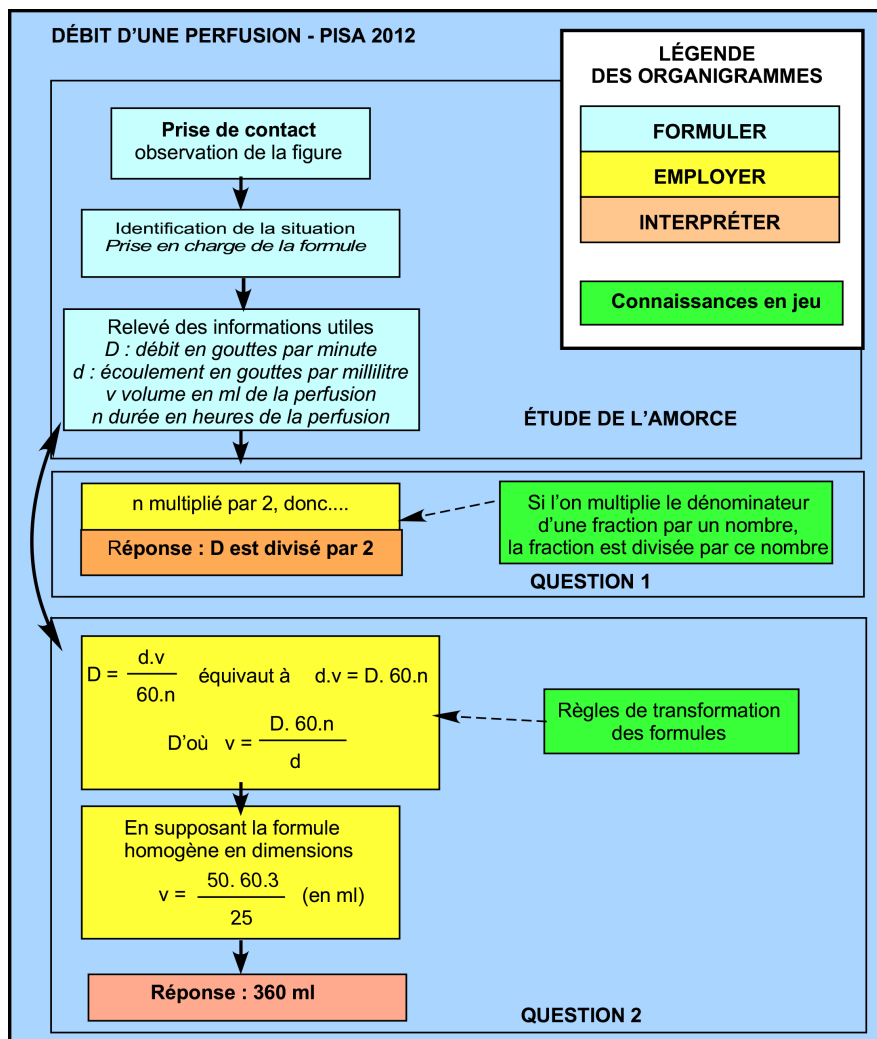 DÉBIT D'UNE PERFUSION - PISA 2012
LÉGENDE
DES ORGANIGRAMMES
FORMULER
EMPLOYER
INTERPRÉTER
Connaissances en jeu
Prise de contact
observation de la figure
Identification de la situation
Prise en charge de la formule
Relevé des informations utiles
D : débit en gouttes par minute
d : écoulement en gouttes par millilitre
v volume en ml de la perfusion
n durée en heures de la perfusion
ÉTUDE DE L'AMORCE
n multiplié par 2, donc....
Réponse : D est divisé par 2
Si l'on multiplie le dénominateur
d'une fraction par un nombre,
la fraction est divisée par ce nombre
QUESTION 1
D = d.v / 60.n équivaut à d.v = D. 60.n
D'où v = D. 60.n / d
Règles de transformation
des formules
En supposant la formule
homogène en dimensions
v = 50. 60.3 / 25 (en ml)
Réponse : 360 ml
QUESTION 2